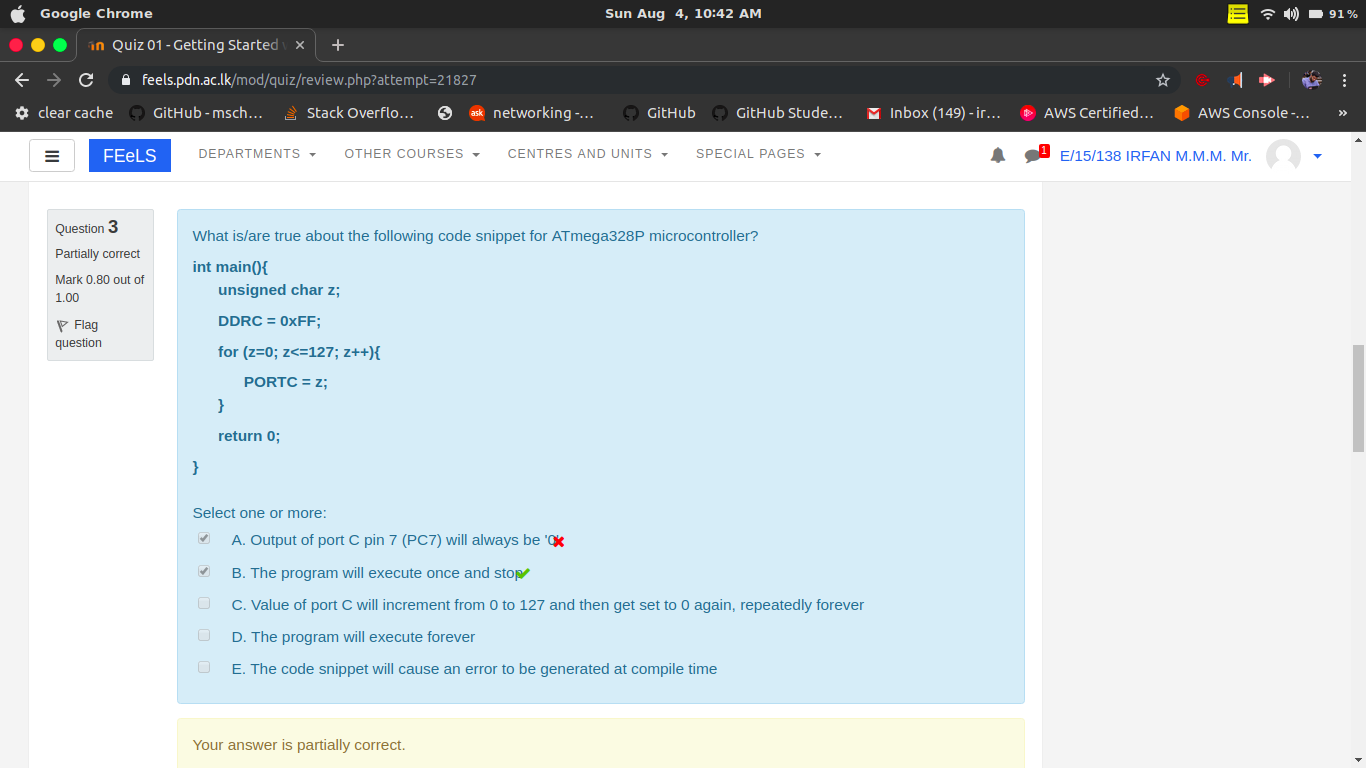 Google Chrome
Sun Aug 4, 10:42 AM
91 %
Quiz 01 - Getting Started
feels.pdn.ac.lk/mod/quiz/review.php?attempt=21827
clear cache
GitHub - msch...
Stack Overflo...
ask
networking -...
GitHub
GitHub Stude...
Inbox (149) - ir...
AWS Certified...
AWS Console -...
»
FEeLS
DEPARTMENTS
OTHER COURSES
CENTRES AND UNITS
SPECIAL PAGES
1
E/15/138 IRFAN M.M.M. Mr.
Question 3
Partially correct
Mark 0.80 out of
1.00
Flag
question
What is/are true about the following code snippet for ATmega328P microcontroller?
int main(){
unsigned char z;
DDRC = 0xFF;
for (z=0; z<=127; z++){
PORTC = z;
}
return 0;
}
Select one or more:
A. Output of port C pin 7 (PC7) will always be '0'
B. The program will execute once and stop
C. Value of port C will increment from 0 to 127 and then get set to 0 again, repeatedly forever
D. The program will execute forever
E. The code snippet will cause an error to be generated at compile time
Your answer is partially correct.